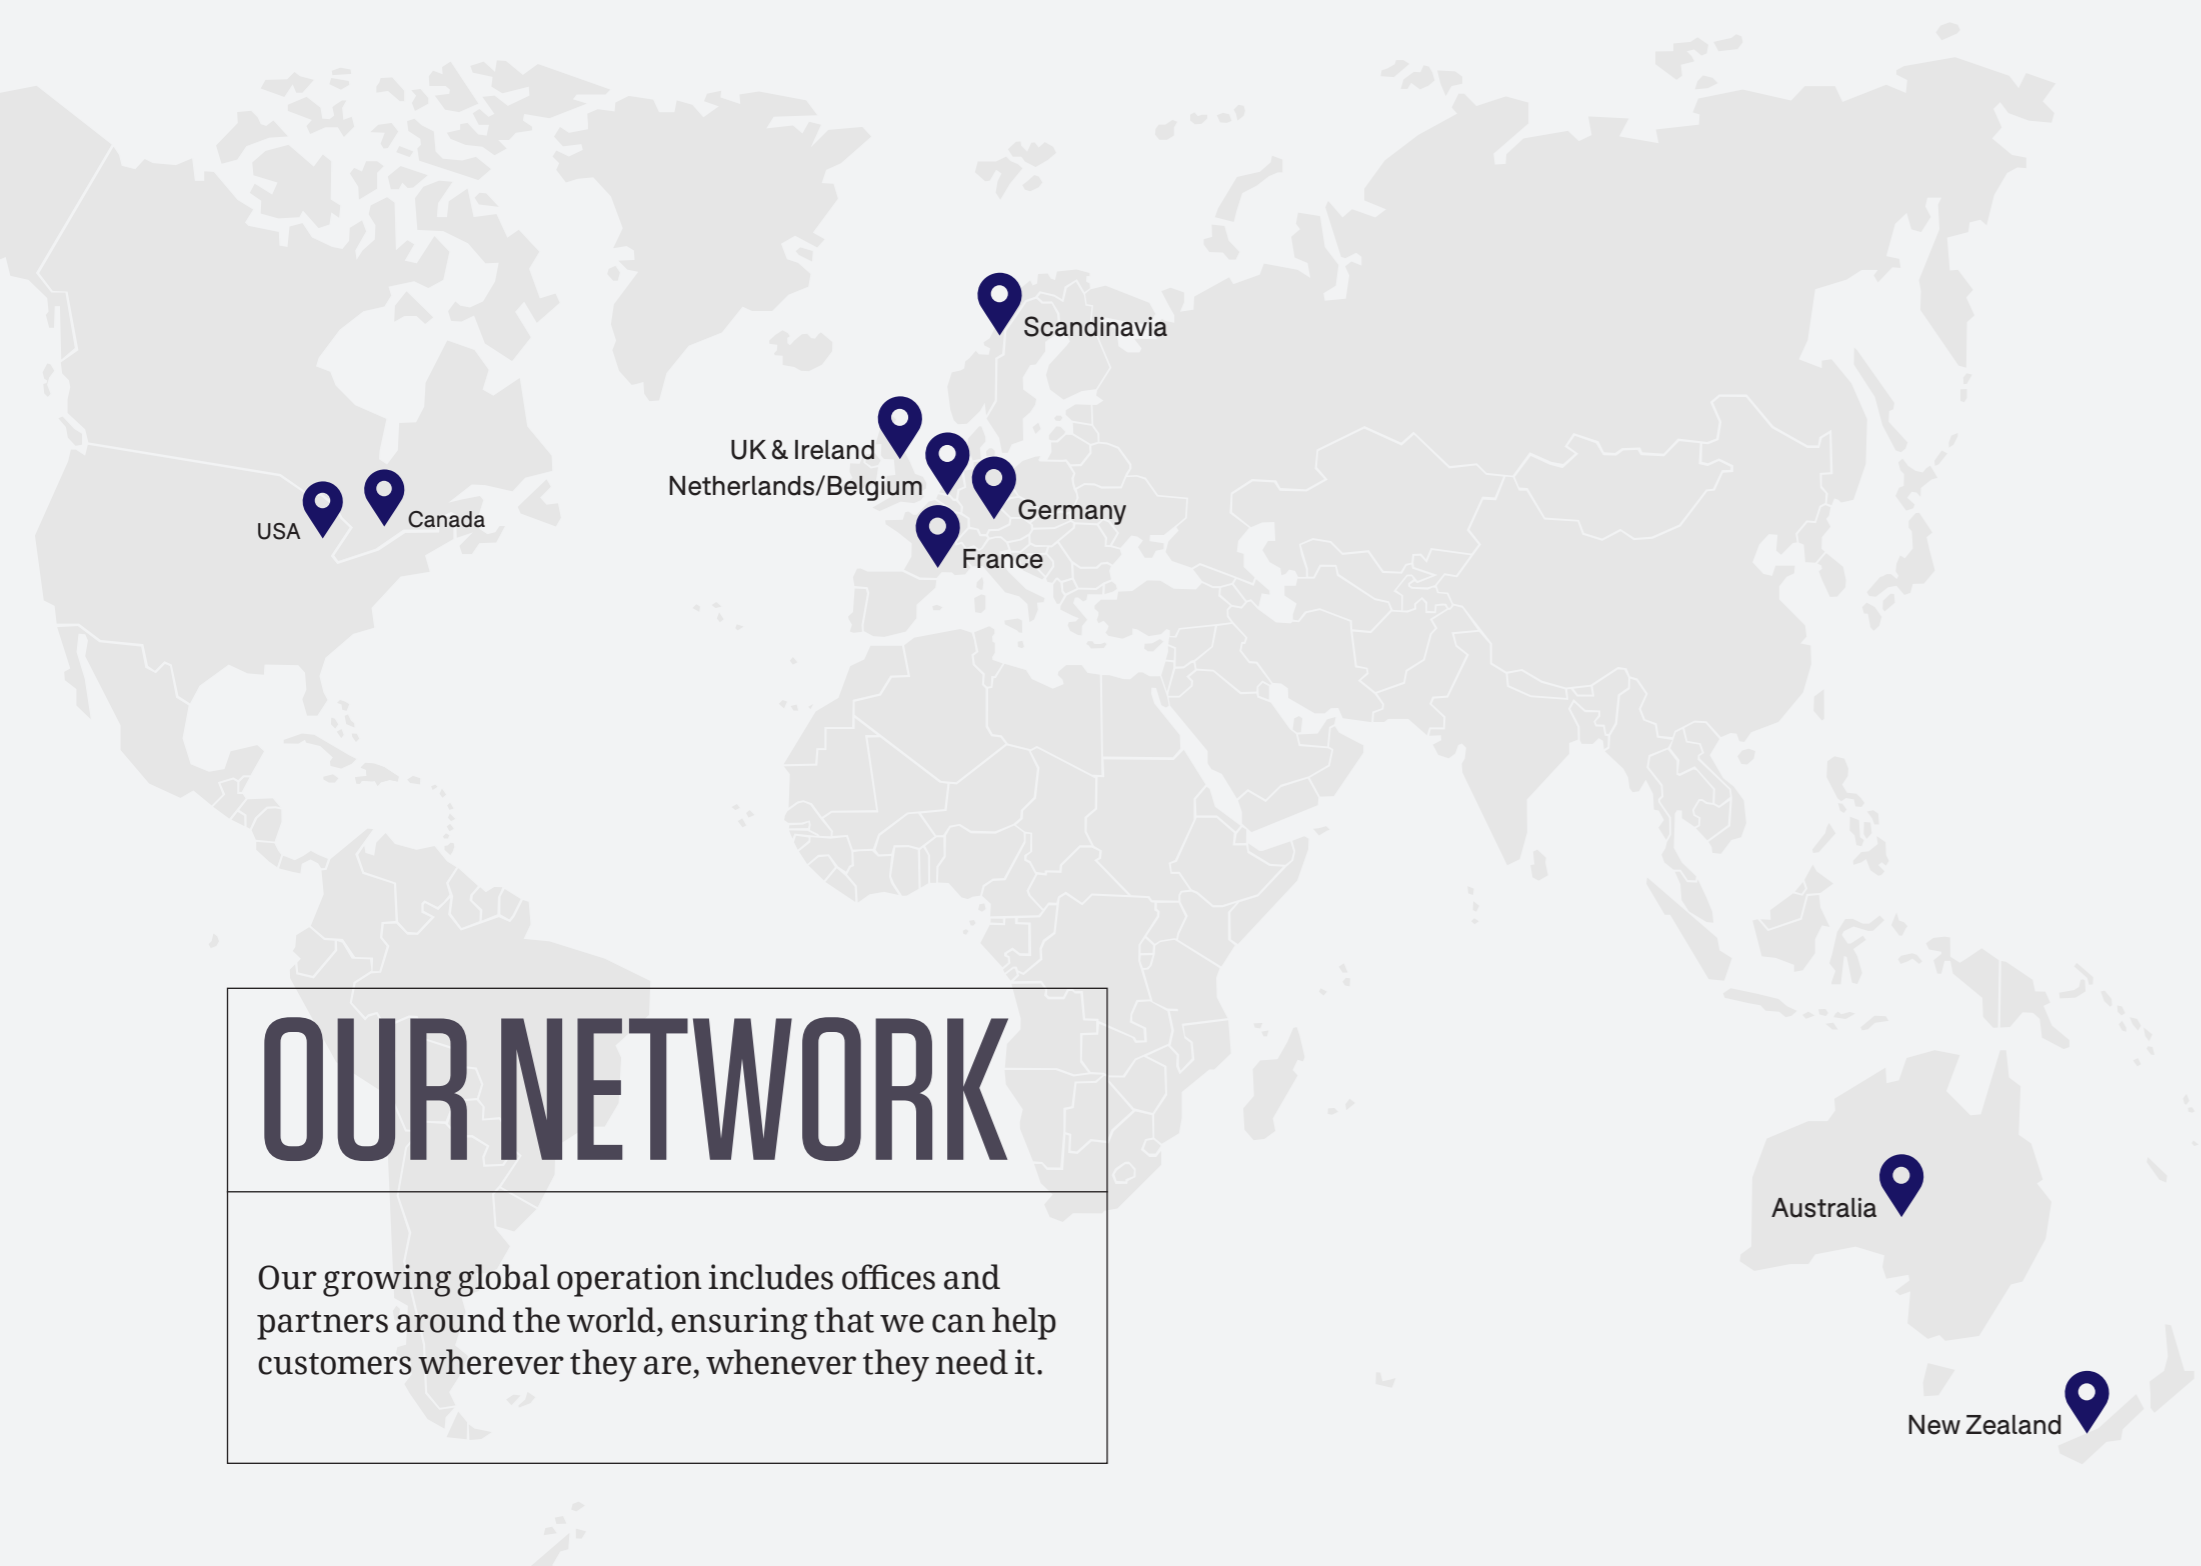 Scandinavia
UK & Ireland
Netherlands/Belgium
Germany
USA
Canada
France
OUR NETWORK
Our growing global operation includes offices and
partners around the world, ensuring that we can help
customers wherever they are, whenever they need it.
Australia
New Zealand